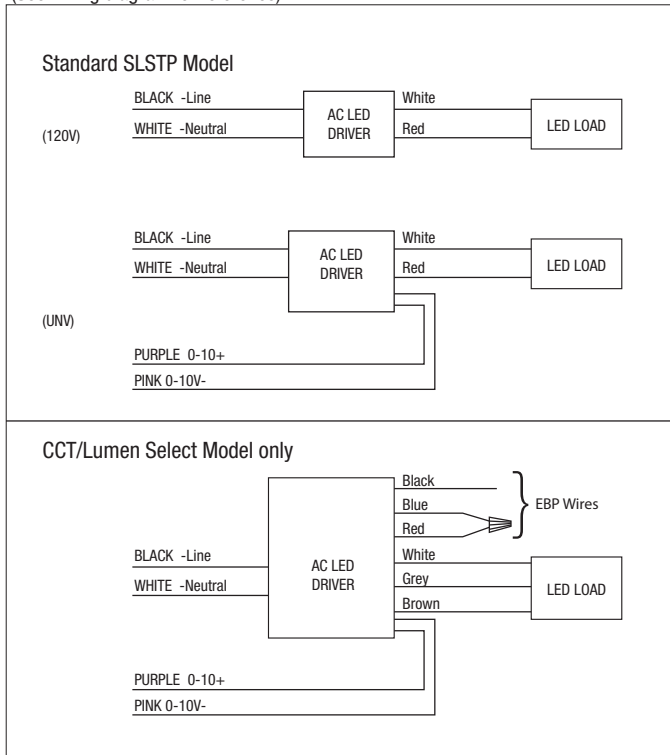 Standard SLSTP Model
BLACK -Line
White
AC LED
DRIVER
LED LOAD
(120V)
WHITE -Neutral
Red
BLACK -Line
White
AC LED
DRIVER
LED LOAD
WHITE -Neutral
Red
(UNV)
PURPLE 0-10+
PINK 0-10V-
CCT/Lumen Select Model only
Black
Blue
EBP Wires
Red
BLACK -Line
White
AC LED
DRIVER
WHITE -Neutral
Grey
LED LOAD
Brown
PURPLE 0-10+
PINK 0-10V-